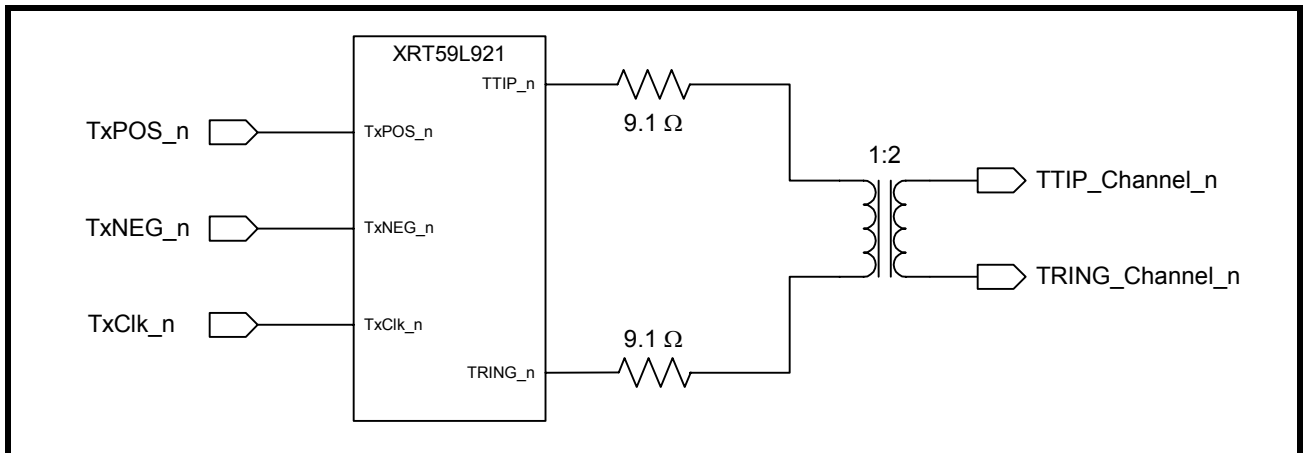 XRT59L921
TTIP_n
9.1 Ω
TxPOS_n
TxPOS_n
1:2
TTIP_Channel_n
TxNEG_n
TxNEG_n
TRING_Channel_n
TxClk_n
TxClk_n
9.1 Ω
TRING_n